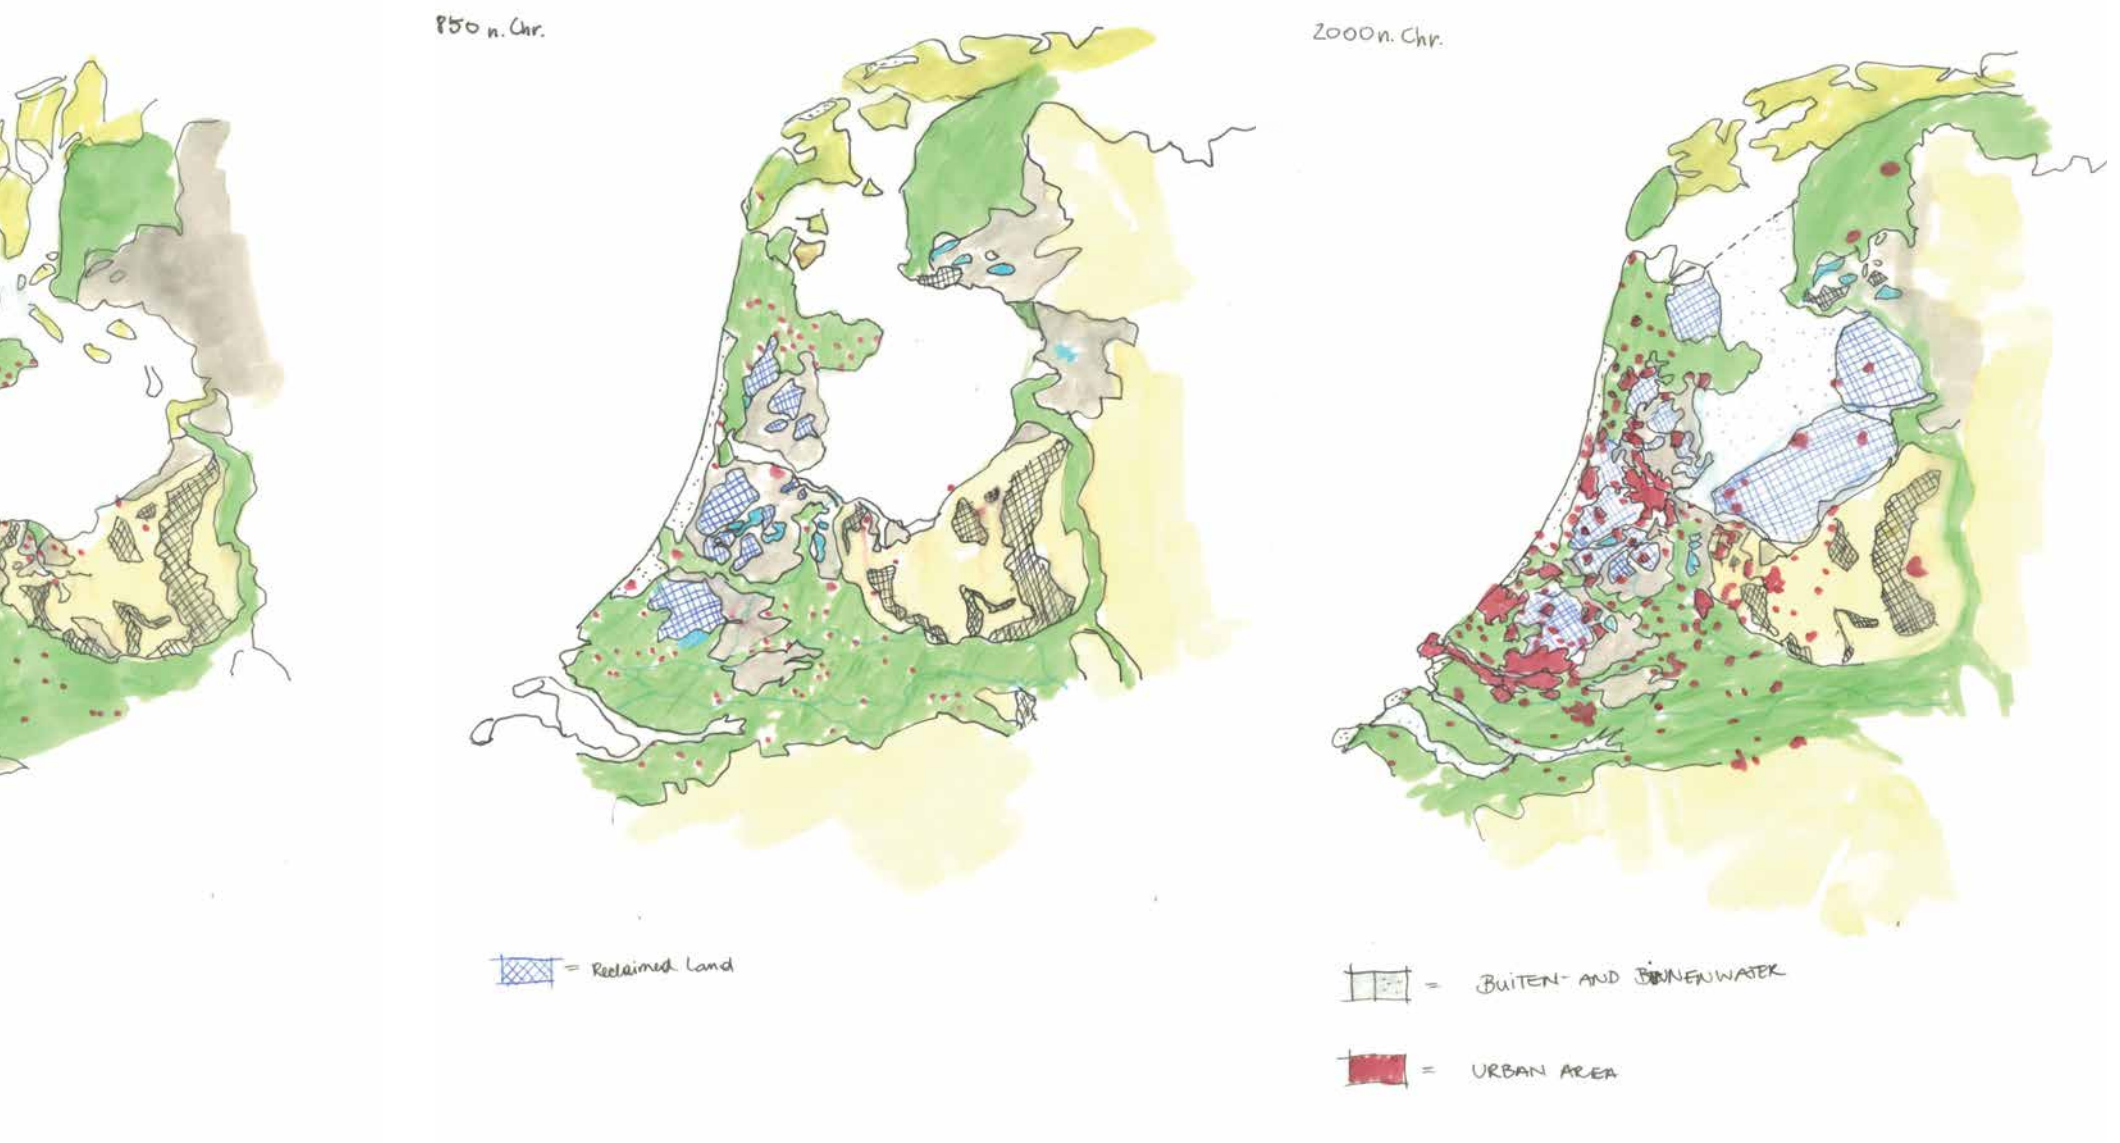 850 n. Chr.
2000 n. Chr.
= Reclaimed Land
= BUITEN- AND BINNENWATER
= URBAN AREA